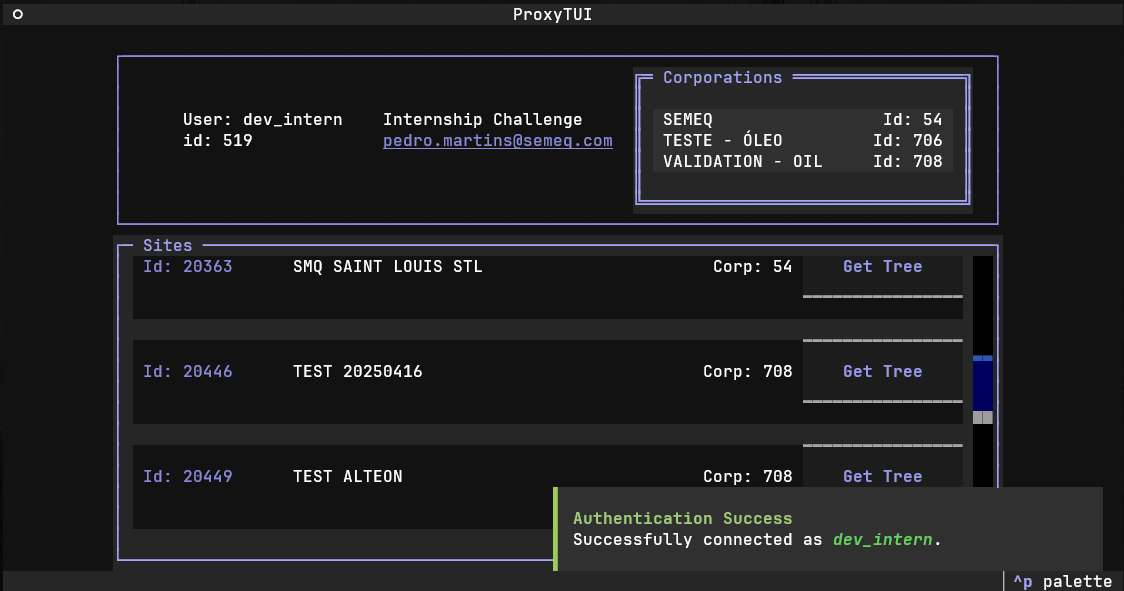 ProxyTUI
Corporations
User: dev_intern Internship Challenge
id: 519 pedro.martins@semeq.com
SEMEQ Id: 54
TESTE - ÓLEO Id: 706
VALIDATION - OIL Id: 708
Sites
Id: 20363 SMQ SAINT LOUIS STL Corp: 54 Get Tree
Id: 20446 TEST 20250416 Corp: 708 Get Tree
Id: 20449 TEST ALTEON Corp: 708 Get Tree
Authentication Success
Successfully connected as dev_intern.
^p palette